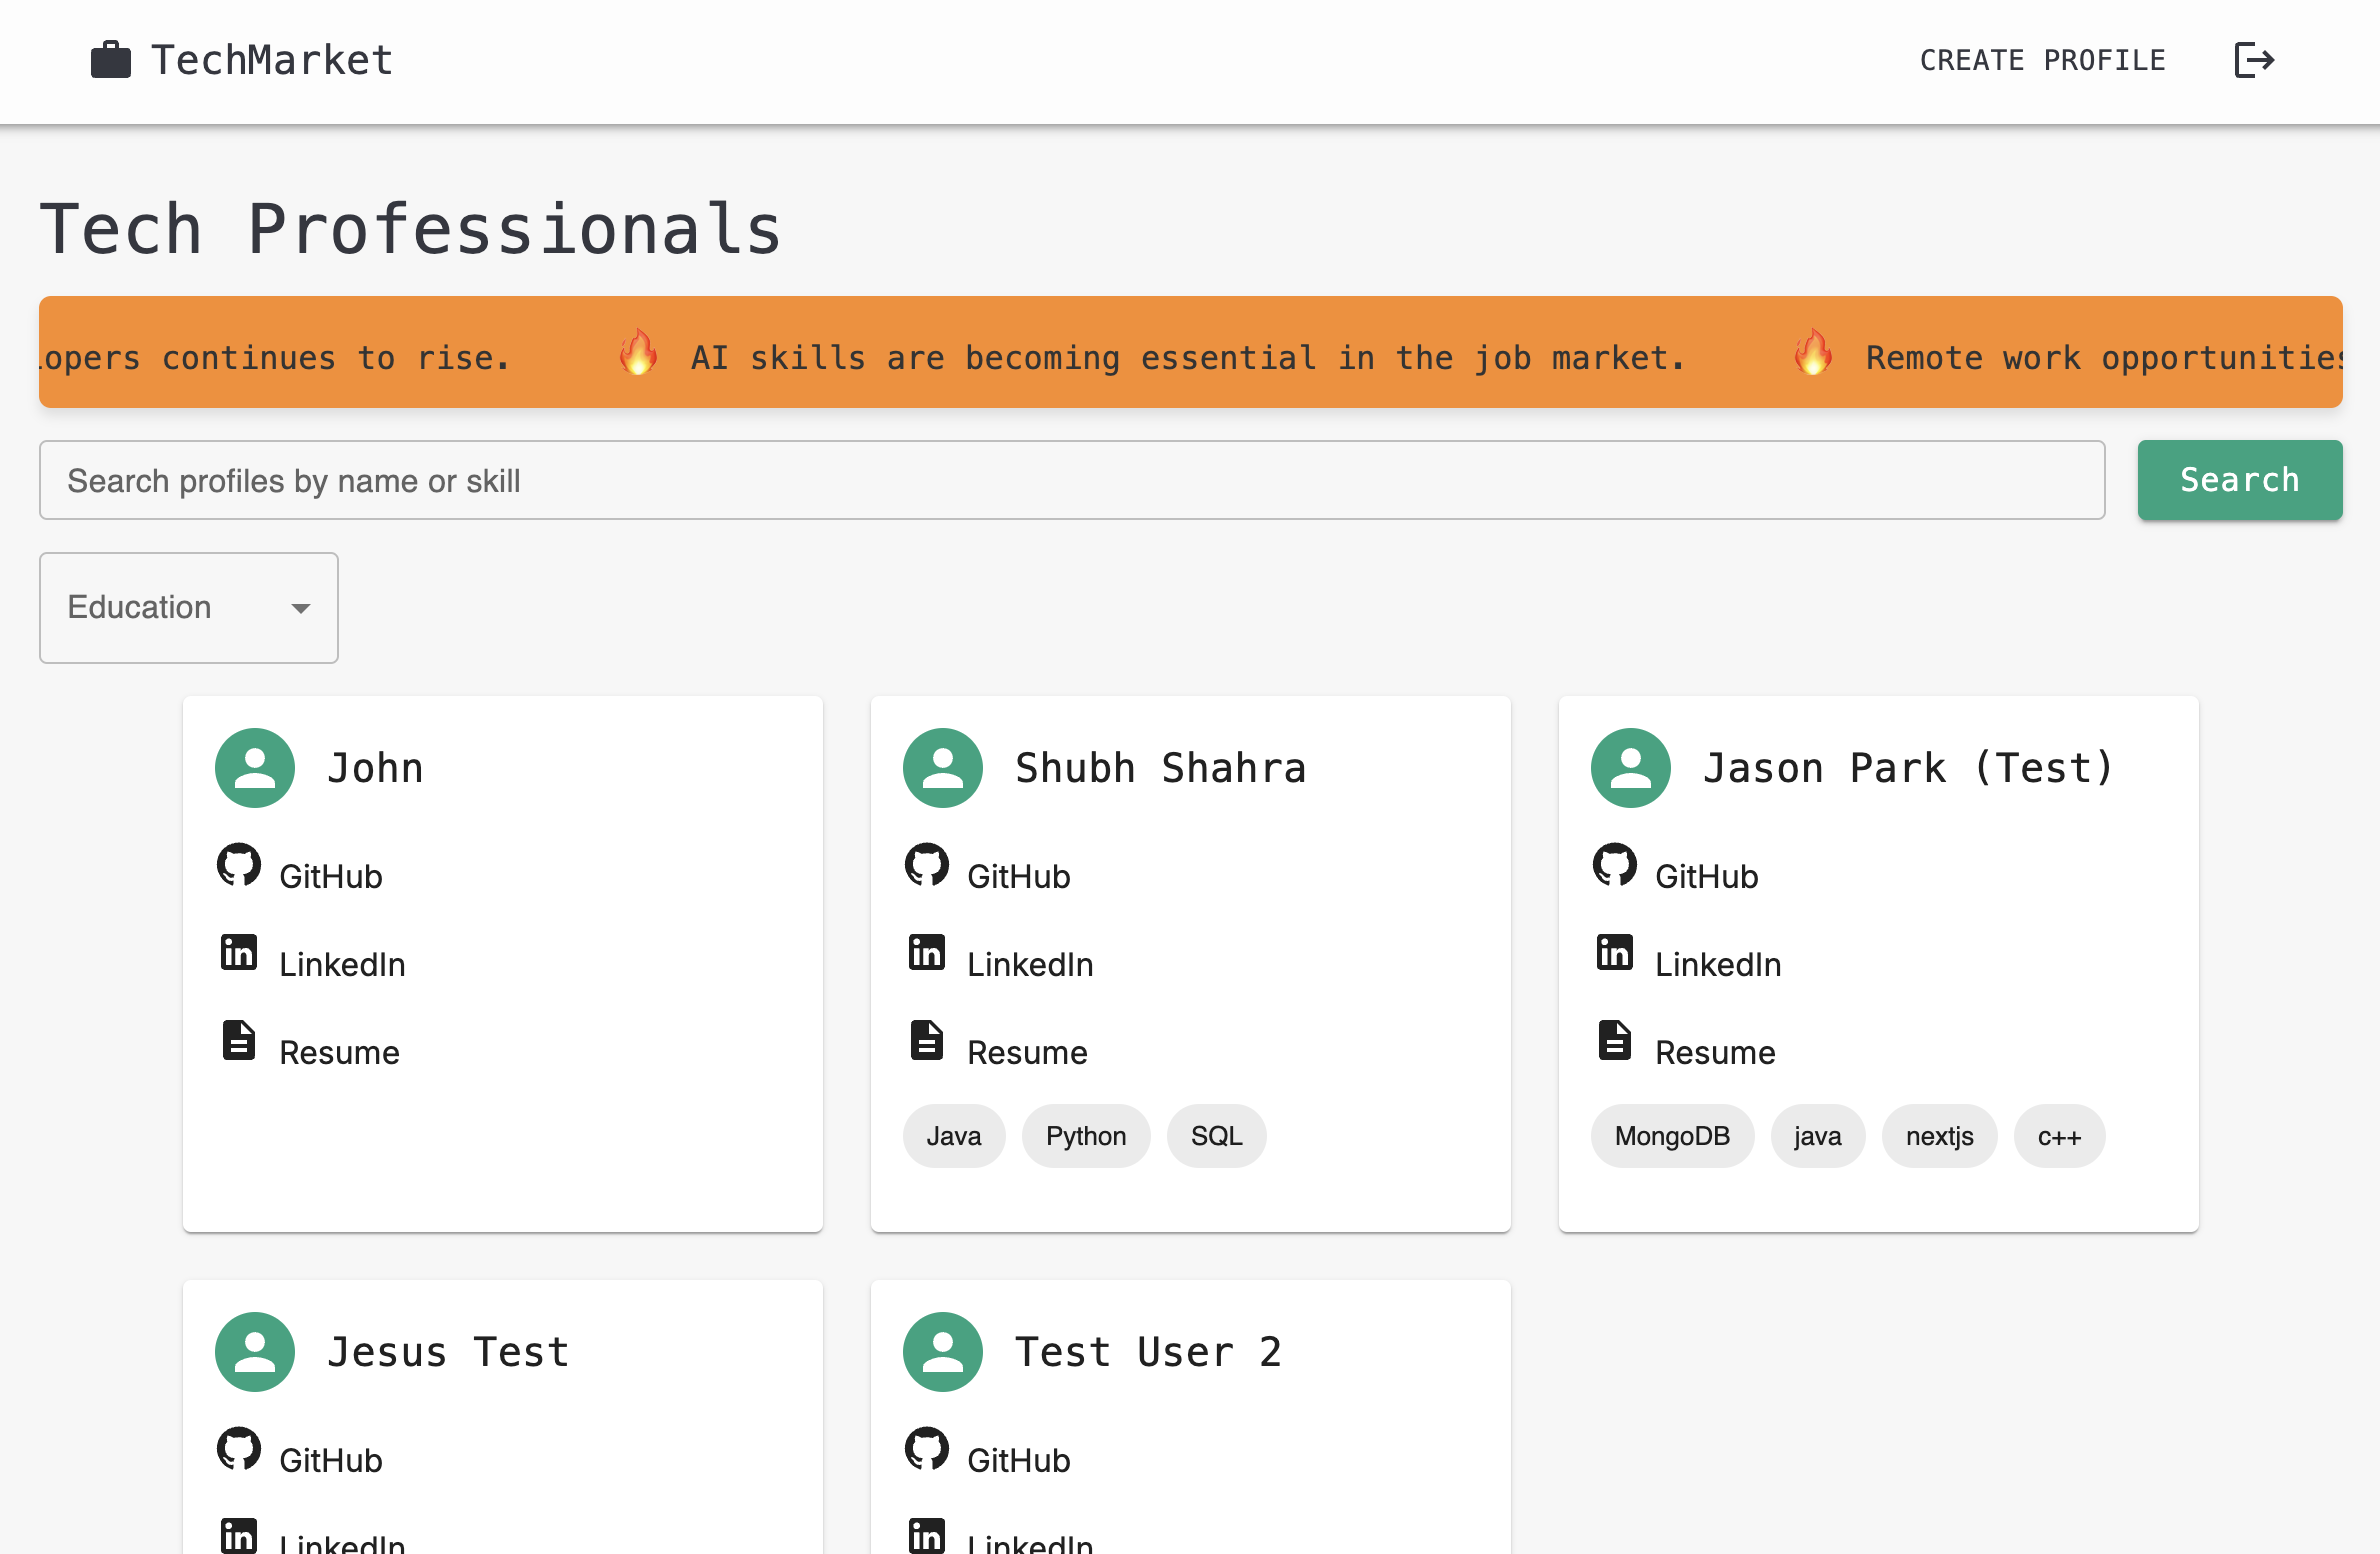 TechMarket
CREATE PROFILE
Tech Professionals
opers continues to rise. AI skills are becoming essential in the job market. Remote work opportunities
Search profiles by name or skill
Search
Education
John
GitHub
LinkedIn
Resume
Shubh Shahra
GitHub
LinkedIn
Resume
Java Python SQL
Jason Park (Test)
GitHub
LinkedIn
Resume
MongoDB java nextjs c++
Jesus Test
GitHub
LinkedIn
Test User 2
GitHub
LinkedIn